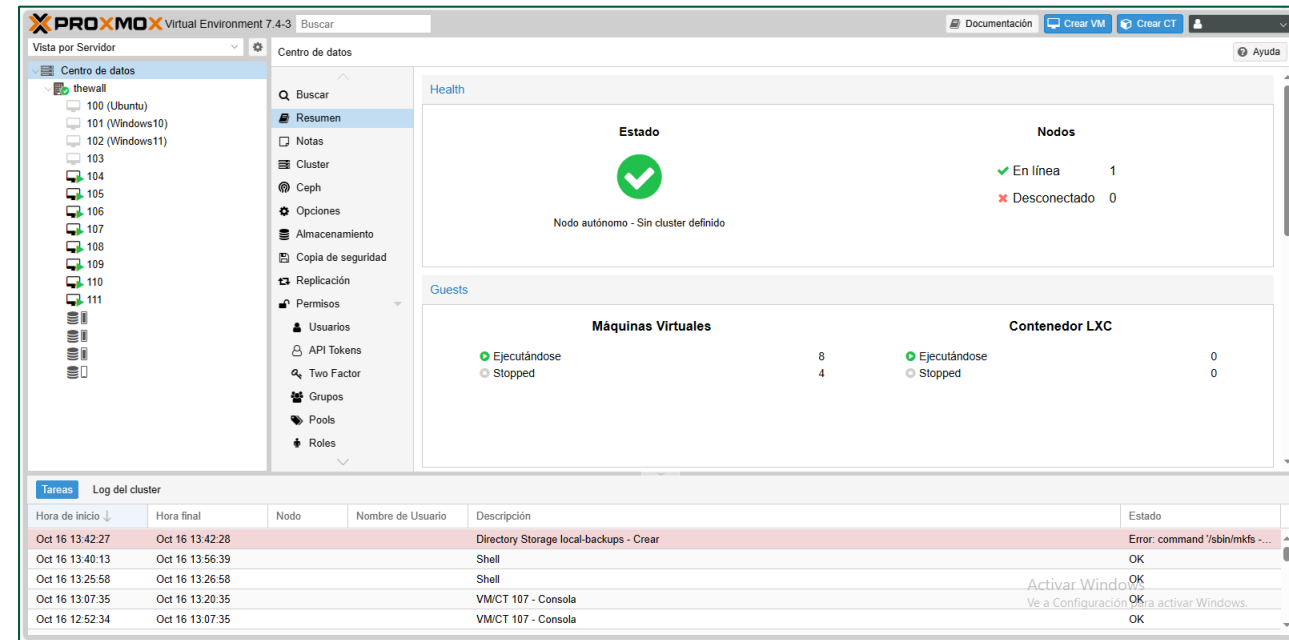 PROXMOX Virtual Environment 7.4-3 Buscar Documentación Crear VM Crear CT
Vista por Servidor
Centro de datos
thewall
100 (Ubuntu)
101 (Windows10)
102 (Windows11)
103
104
105
106
107
108
109
110
111
Centro de datos Ayuda
Buscar
Resumen
Notas
Cluster
Ceph
Opciones
Almacenamiento
Copia de seguridad
Replicación
Permisos
Usuarios
API Tokens
Two Factor
Grupos
Pools
Roles
Health
Estado Nodos
En línea 1
Desconectado 0
Nodo autónomo - Sin cluster definido
Guests
Máquinas Virtuales Contenedor LXC
Ejecutándose 8 Ejecutándose 0
Stopped 4 Stopped 0
Tareas Log del cluster
Hora de inicio Hora final Nodo Nombre de Usuario Descripción Estado
Oct 16 13:42:27 Oct 16 13:42:28 Directory Storage local-backups - Crear Error: command '/sbin/mkfs -...
Oct 16 13:40:13 Oct 16 13:56:39 Shell OK
Oct 16 13:25:58 Oct 16 13:26:58 Shell OK
Oct 16 13:07:35 Oct 16 13:20:35 VM/CT 107 - Consola OK
Oct 16 12:52:34 Oct 16 13:07:35 VM/CT 107 - Consola OK
Activar Windows
Ve a Configuración para activar Windows.